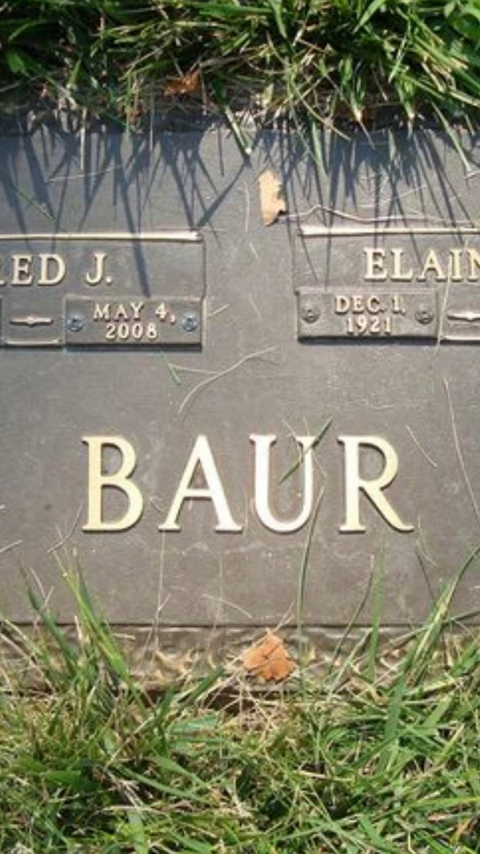 RED J.
MAY 4,
2008
ELAIN
DEC. 1,
1921
BAUR